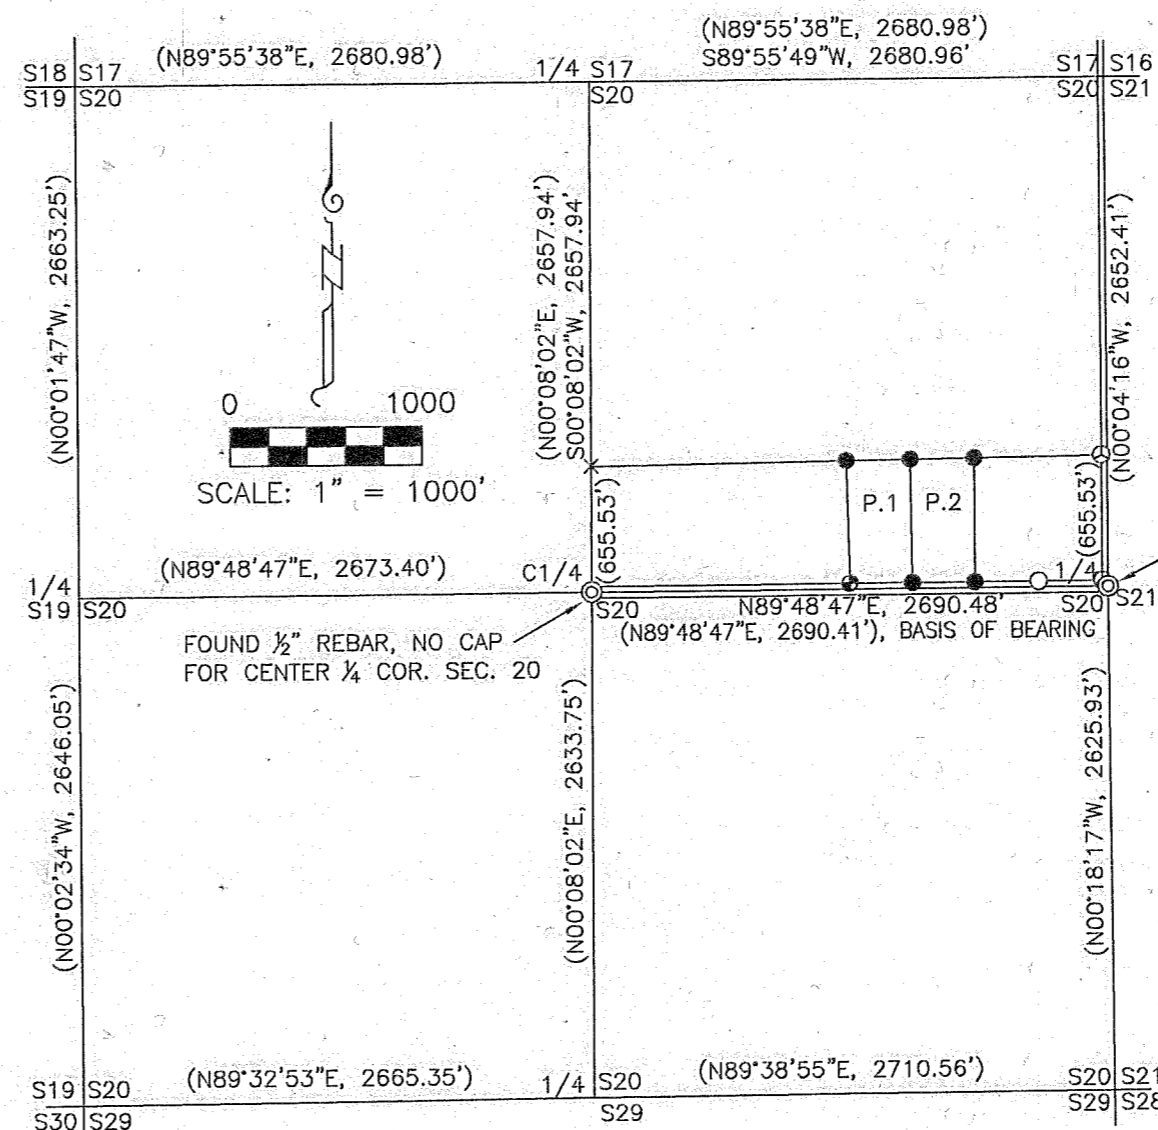 (N89°55'38"E, 2680.98')
(N89°55'38"E, 2680.98')
S89°55'49"W, 2680.96'
S18 S17
1/4 S17
S17 S16
S19 S20
S20
S20 S21
(N00°01'47"W, 2663.25')
(N00°08'02"E, 2657.94')
S00°08'02"W, 2657.94'
(N00°04'16"W, 2652.41')
0 1000
SCALE: 1" = 1000'
P.1 P.2
(655.53')
(655.53')
(N89°48'47"E, 2673.40')
C1/4
1/4
1/4
S19 S20
S20
S20 S21
N89°48'47"E, 2690.48'
(N89°48'47"E, 2690.41'), BASIS OF BEARING
FOUND ½" REBAR, NO CAP
FOR CENTER ¼ COR. SEC. 20
(N00°02'34"W, 2646.05')
(N00°08'02"E, 2633.75')
(N00°18'17"W, 2625.93')
(N89°32'53"E, 2665.35')
(N89°38'55"E, 2710.56')
S19 S20
1/4 S20
S20 S21
S30 S29
S29
S29 S28